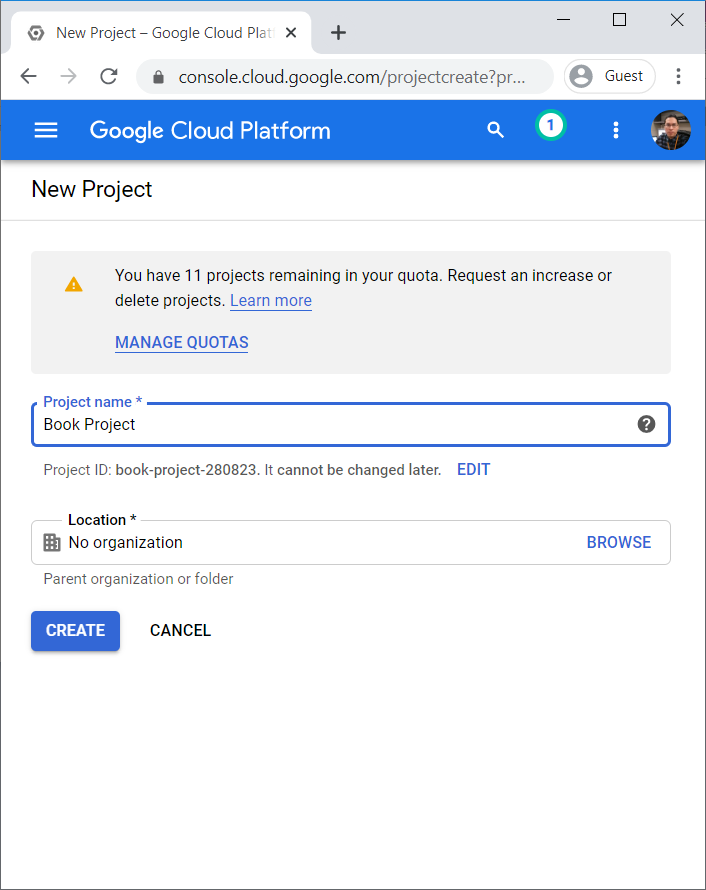 New Project – Google Cloud Plat
console.cloud.google.com/projectcreate?pr...
Guest
Google Cloud Platform
1
New Project
You have 11 projects remaining in your quota. Request an increase or
delete projects. Learn more
MANAGE QUOTAS
Project name *
Book Project
Project ID: book-project-280823. It cannot be changed later. EDIT
Location *
No organization
BROWSE
Parent organization or folder
CREATE
CANCEL